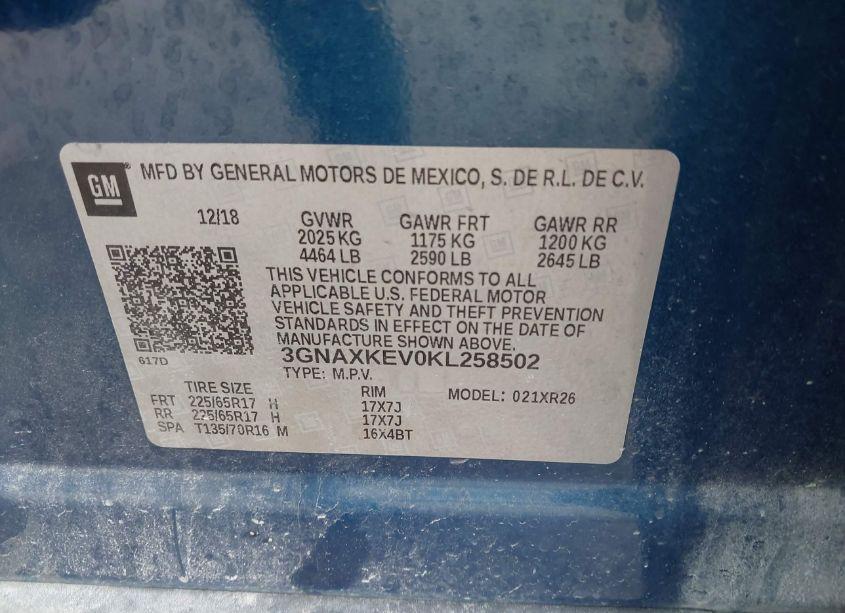 GM® MFD BY GENERAL MOTORS DE MEXICO, S. DE R.L. DE C.V.
12/18 GVWR GAWR FRT GAWR RR
2025 KG 1175 KG 1200 KG
4464 LB 2590 LB 2645 LB
THIS VEHICLE CONFORMS TO ALL
APPLICABLE U.S. FEDERAL MOTOR
VEHICLE SAFETY AND THEFT PREVENTION
STANDARDS IN EFFECT ON THE DATE OF
MANUFACTURE SHOWN ABOVE.
617D
3GNAXKEV0KL258502
TYPE: M.P.V.
TIRE SIZE RIM MODEL: 021XR26
FRT 225/65R17 H 17X7J
RR 225/65R17 H 17X7J
SPA T135/70R16 M 16X4BT